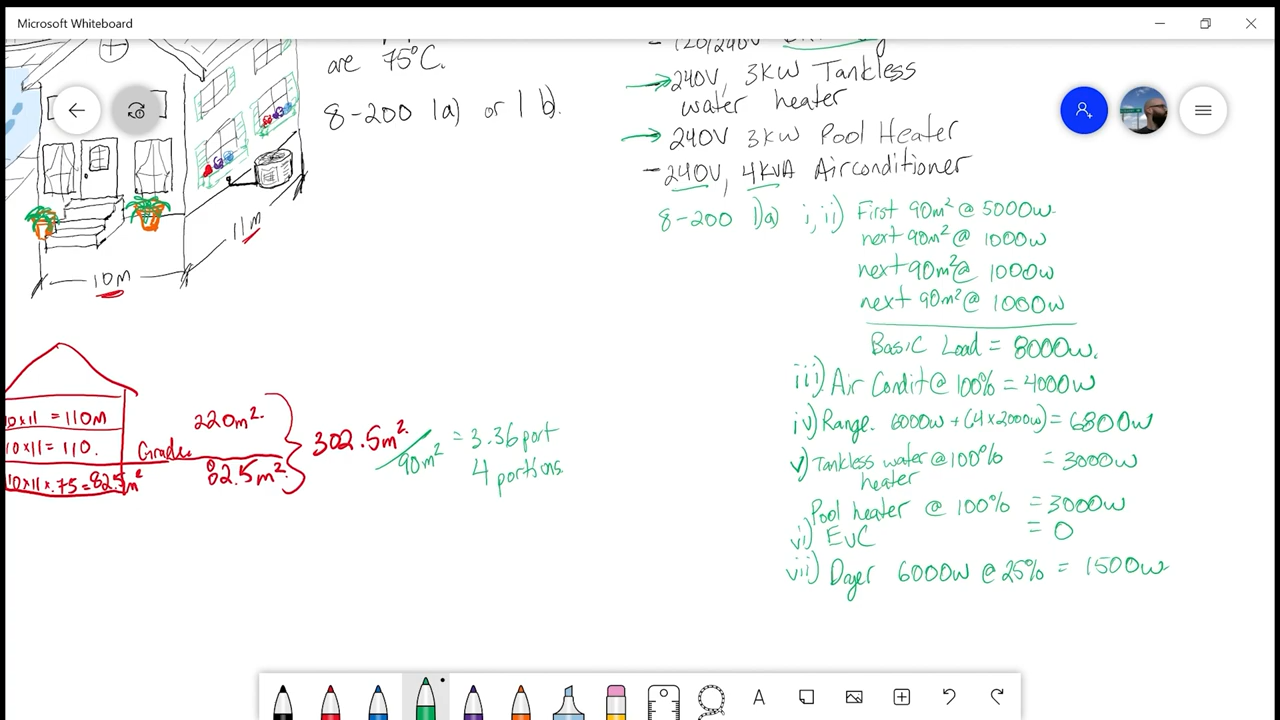 Microsoft Whiteboard
are 75°C.
8-200 1a) or 1 b).
10M
11m
- 120/240V
→ 240V, 3KW Tankless
water heater
→ 240V 3KW Pool Heater
- 240V, 4KVA Airconditioner
8-200 1)a) i, ii) First 90m² @ 5000w.
next 90m² @ 1000w
next 90m² @ 1000w
next 90m² @ 1000w
Basic Load = 8000w.
iii) Air Condit @ 100% = 4000w
iv) Range. 6000w + (.4 x 2000w) = 6800w
v) Tankless water @ 100% = 3000w
heater
Pool heater @ 100% = 3000w
vi) EVC = 0
vii) Dryer 6000w @ 25% = 1500w
10x11 = 110M
10x11 = 110.
10x11 x .75 = 82.5m²
Grade
220m².
82.5m².
302.5m².
90m²
= 3.36 port
4 portions.
A